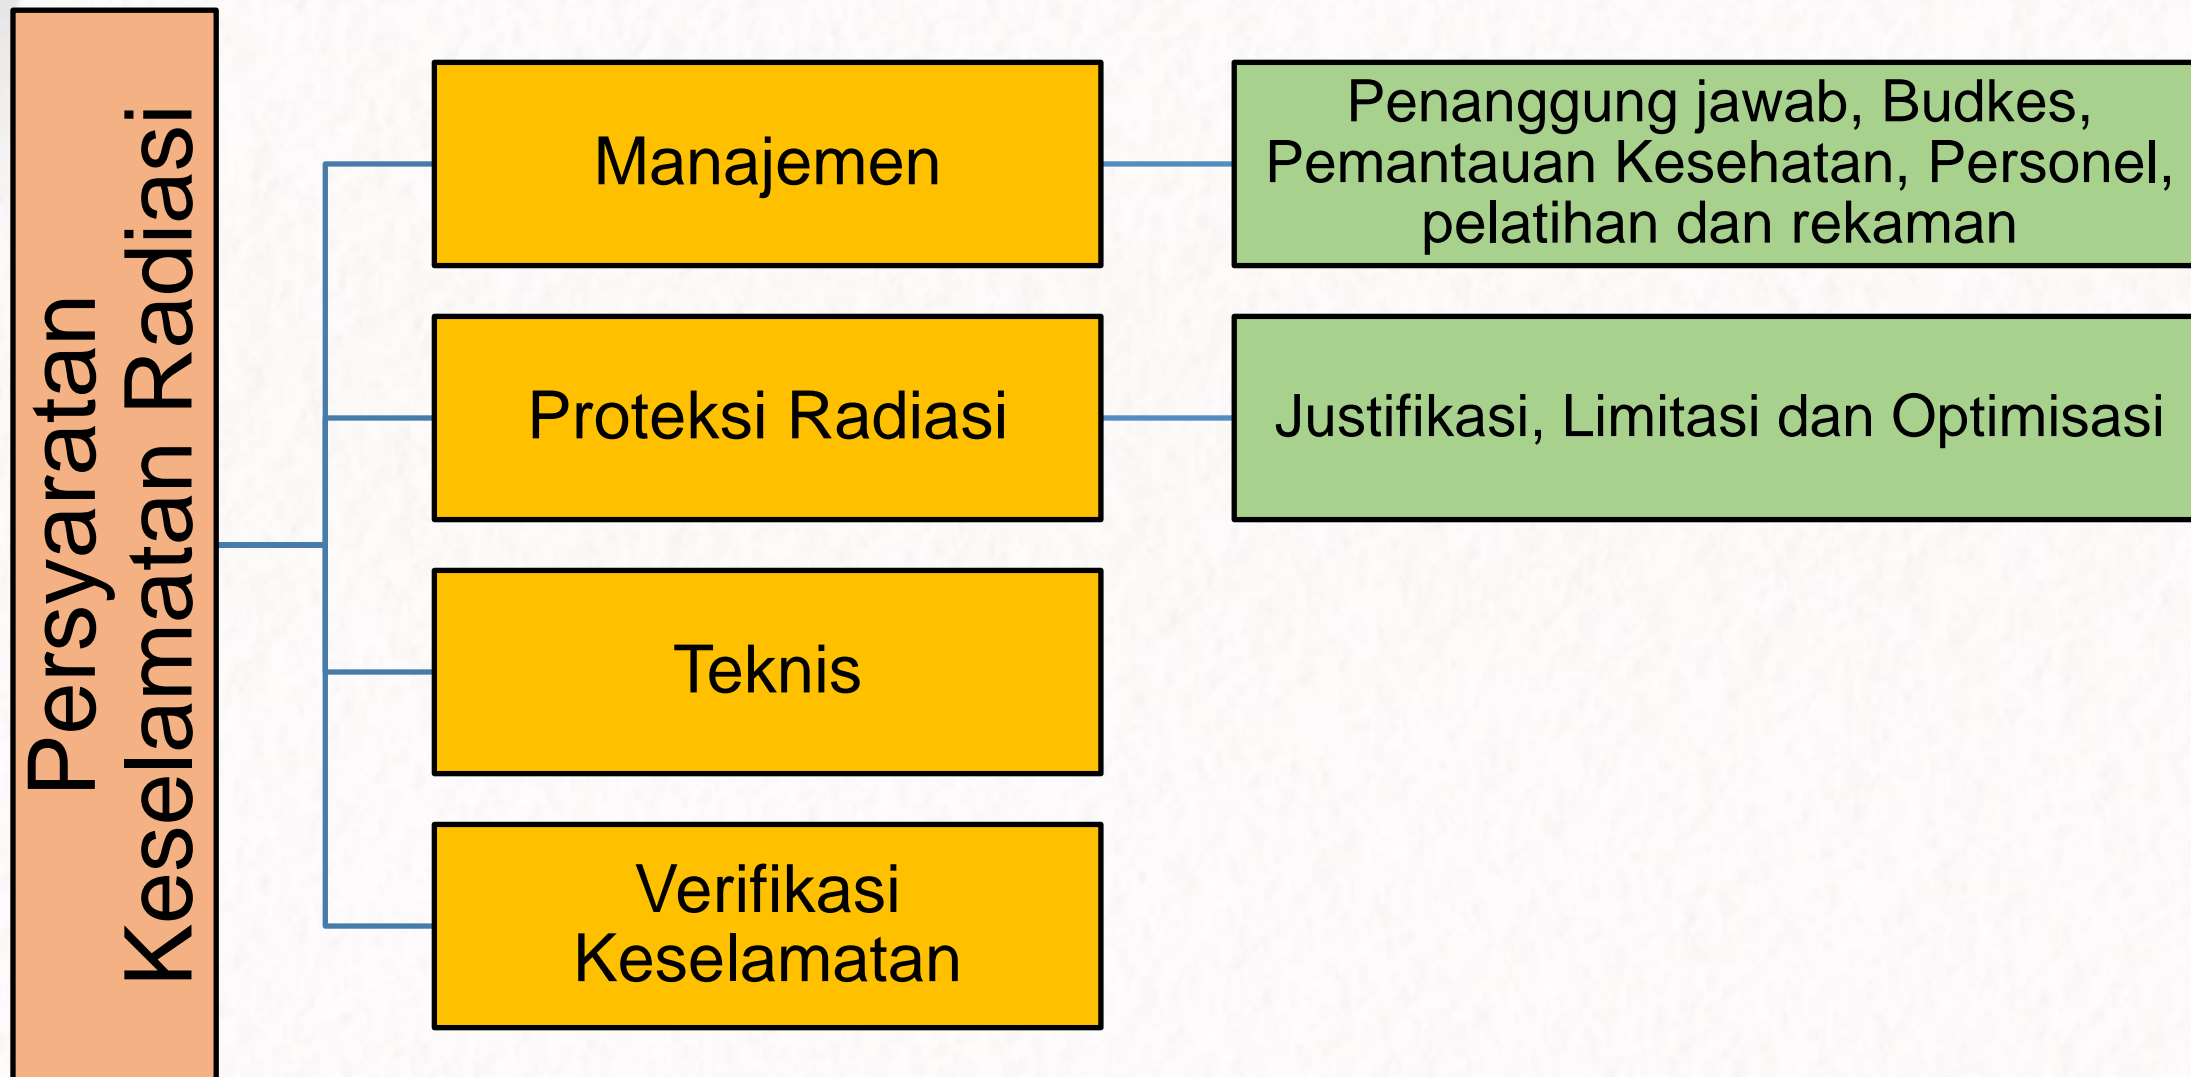 Persyaratan
Keselamatan Radiasi
Manajemen
Penanggung jawab, Budkes,
Pemantauan Kesehatan, Personel,
pelatihan dan rekaman
Proteksi Radiasi
Justifikasi, Limitasi dan Optimisasi
Teknis
Verifikasi
Keselamatan